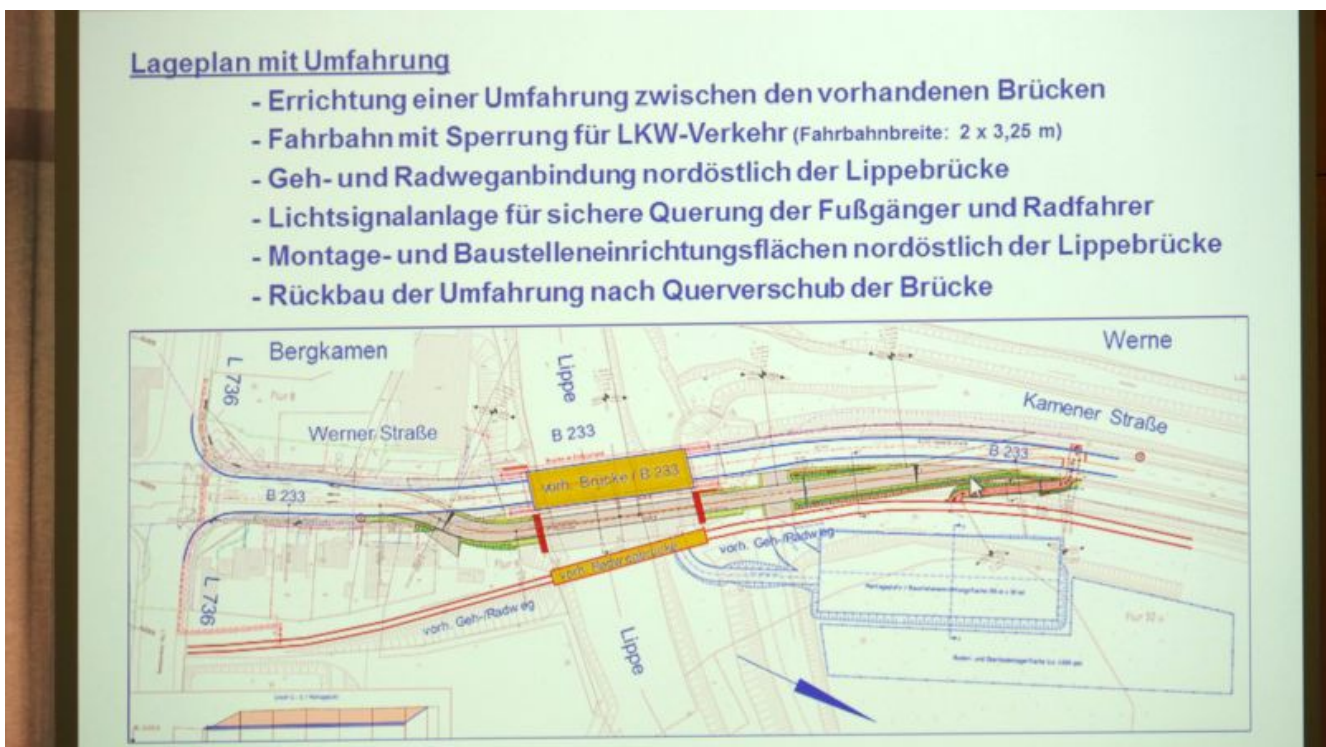 Lageplan mit Umfahrung
- Errichtung einer Umfahrung zwischen den vorhandenen Brücken
- Fahrbahn mit Sperrung für LKW-Verkehr (Fahrbahnbreite: 2 x 3,25 m)
- Geh- und Radweganbindung nordöstlich der Lippebrücke
- Lichtsignalanlage für sichere Querung der Fußgänger und Radfahrer
- Montage- und Baustelleneinrichtungsflächen nordöstlich der Lippebrücke
- Rückbau der Umfahrung nach Querverschub der Brücke
Bergkamen
Werne
L 736
Lippe
Kamener Straße
Werner Straße
B 233
B 233
vorh. Brücke / B 233
B 233
vorh. Geh-/Radweg
L 736
vorh. Geh-/Radweg
Lippe